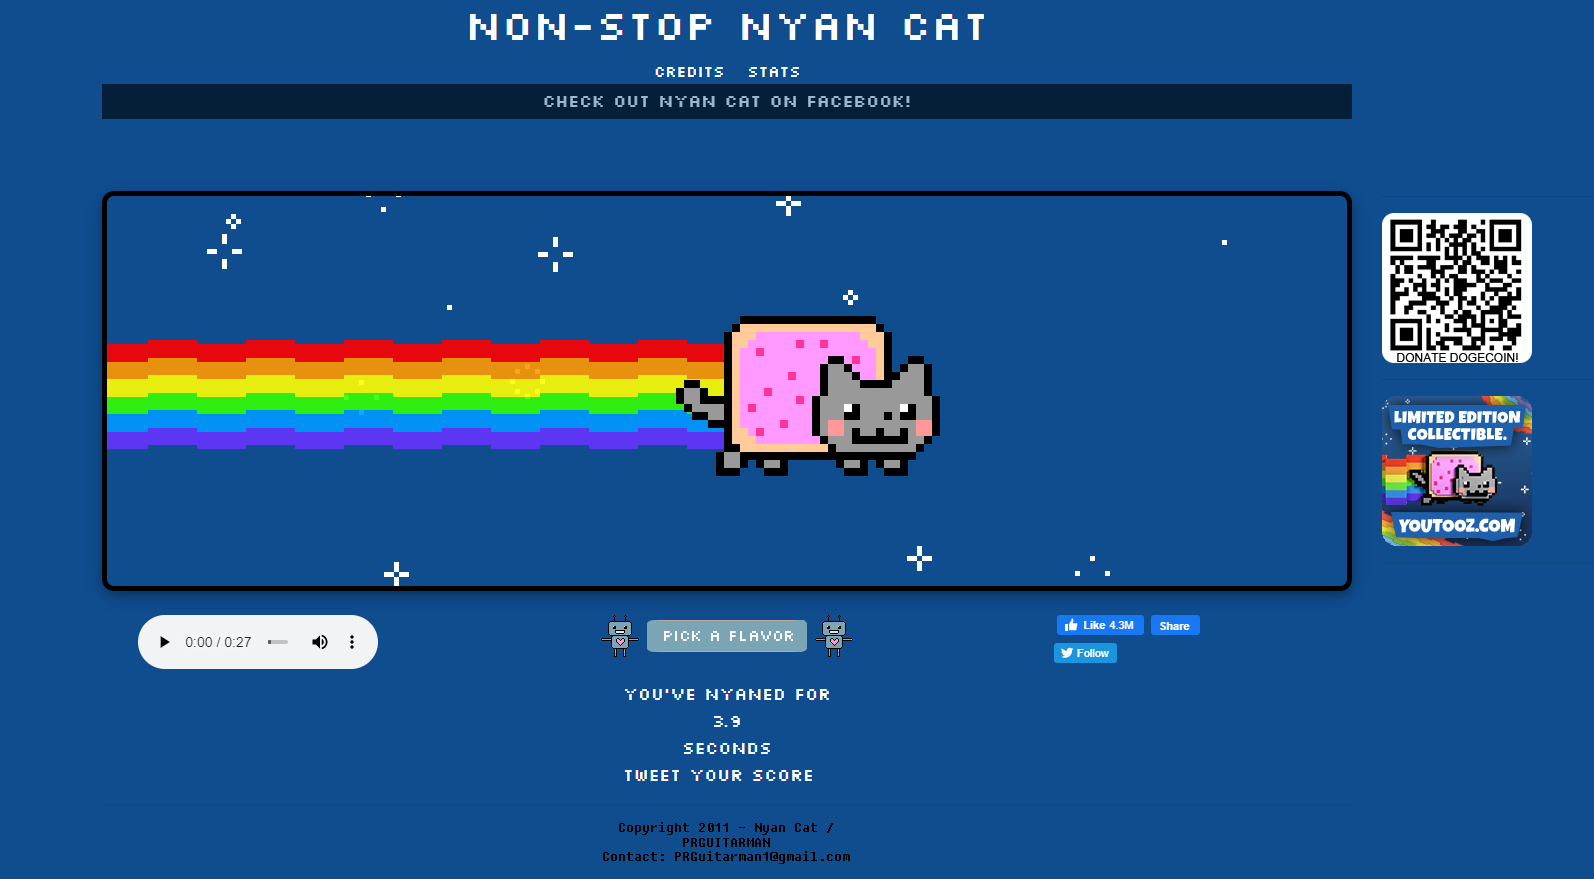 NON-STOP NYAN CAT
CREDITS STATS
CHECK OUT NYAN CAT ON FACEBOOK!
DONATE DOGECOIN!
LIMITED EDITION
COLLECTIBLE.
YOUTOOZ.COM
0:00 / 0:27
PICK A FLAVOR
Like 4.3M Share
Follow
YOU'VE NYANED FOR
3.9
SECONDS
TWEET YOUR SCORE
Copyright 2011 - Nyan Cat /
PRGUITARMAN
Contact: PRGuitarman1@gmail.com